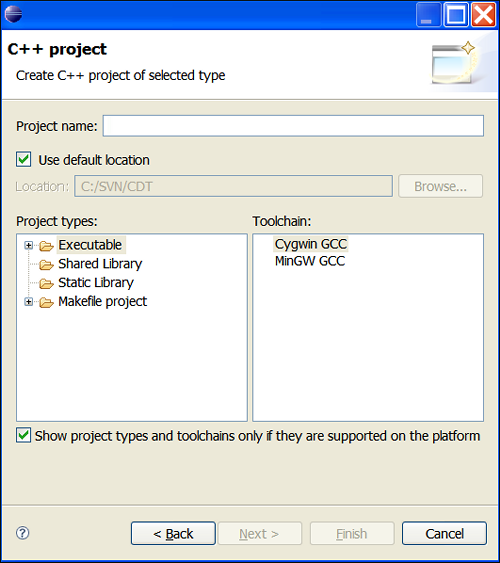 C++ project
Create C++ project of selected type
Project name:
Use default location
Location: C:/SVN/CDT Browse...
Project types: Toolchain:
Executable Cygwin GCC
Shared Library MinGW GCC
Static Library
Makefile project
Show project types and toolchains only if they are supported on the platform
? < Back Next > Finish Cancel